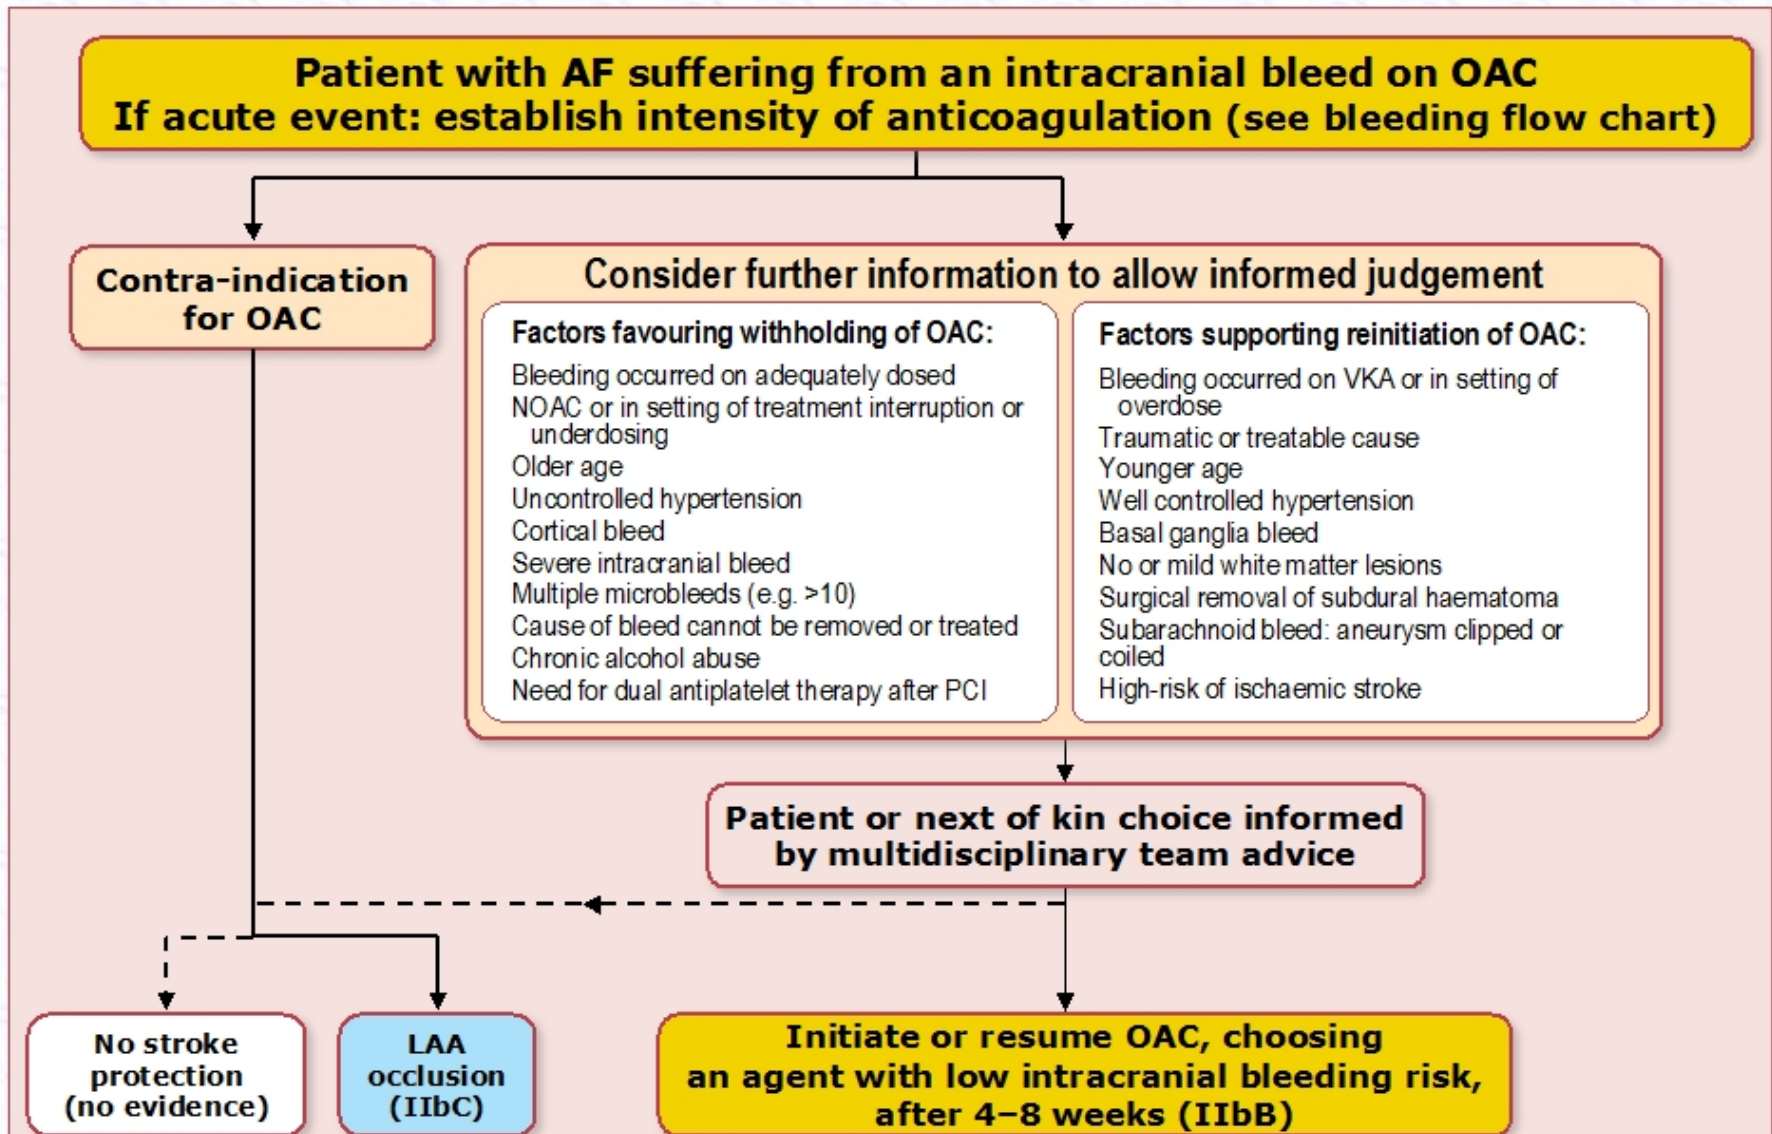 Patient with AF suffering from an intracranial bleed on OAC
If acute event: establish intensity of anticoagulation (see bleeding flow chart)
Contra-indication
for OAC
Consider further information to allow informed judgement
Factors favouring withholding of OAC:
Bleeding occurred on adequately dosed
NOAC or in setting of treatment interruption or
underdosing
Older age
Uncontrolled hypertension
Cortical bleed
Severe intracranial bleed
Multiple microbleeds (e.g. >10)
Cause of bleed cannot be removed or treated
Chronic alcohol abuse
Need for dual antiplatelet therapy after PCI
Factors supporting reinitiation of OAC:
Bleeding occurred on VKA or in setting of
overdose
Traumatic or treatable cause
Younger age
Well controlled hypertension
Basal ganglia bleed
No or mild white matter lesions
Surgical removal of subdural haematoma
Subarachnoid bleed: aneurysm clipped or
coiled
High-risk of ischaemic stroke
Patient or next of kin choice informed
by multidisciplinary team advice
No stroke
protection
(no evidence)
LAA
occlusion
(IIbC)
Initiate or resume OAC, choosing
an agent with low intracranial bleeding risk,
after 4–8 weeks (IIbB)